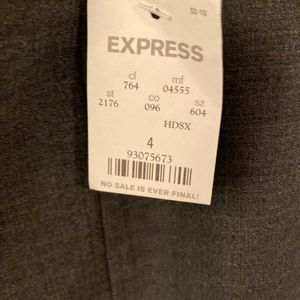 52-10
EXPRESS
cl mf
764 04555
st co sz
2176 096 604
HDSX
4
93075673
NO SALE IS EVER FINAL!